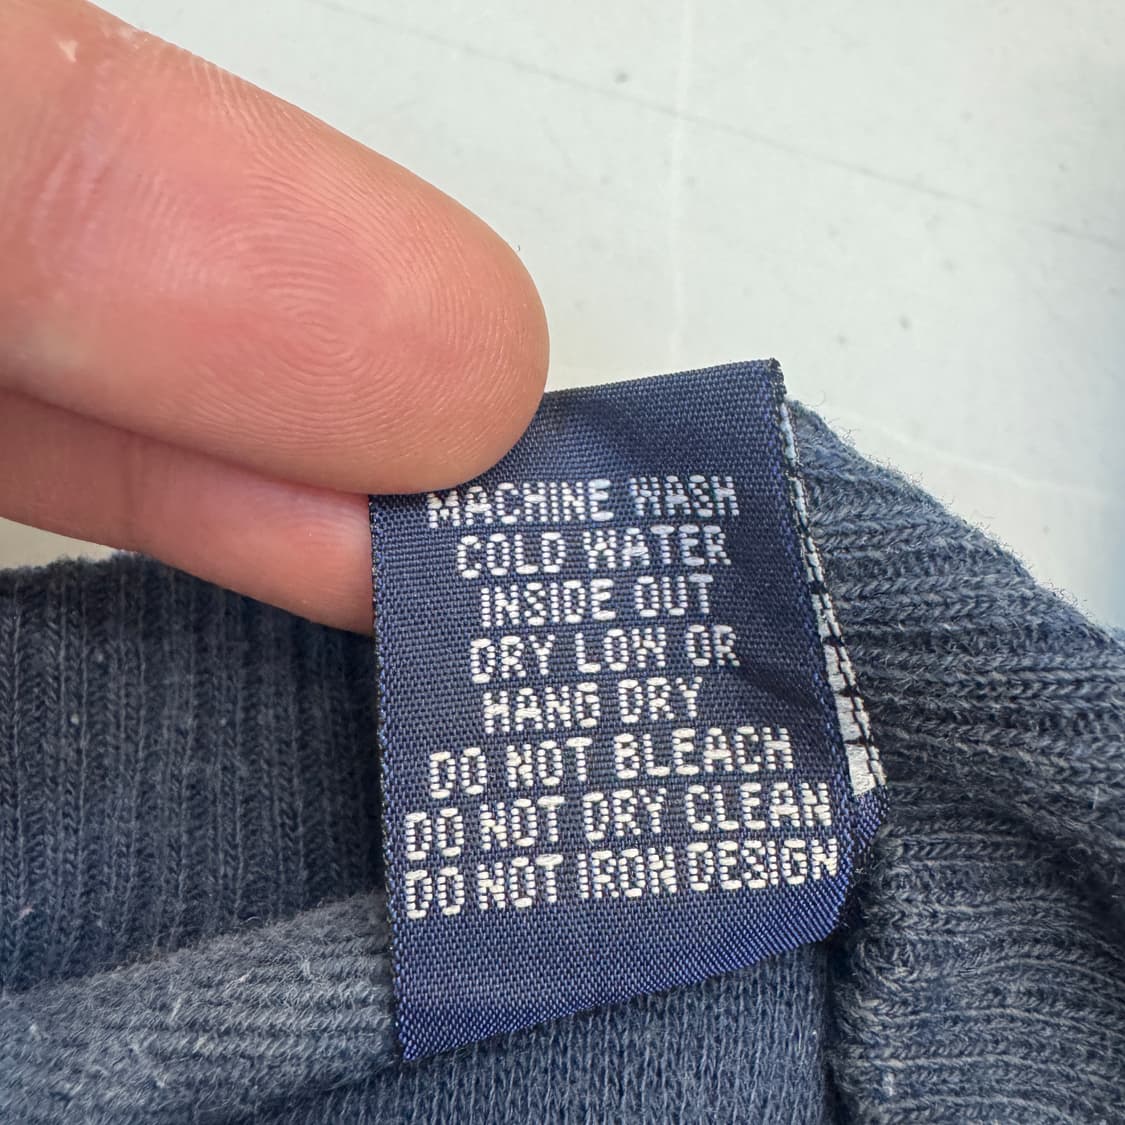 MACHINE WASH
COLD WATER
INSIDE OUT
DRY LOW OR
HANG DRY
DO NOT BLEACH
DO NOT DRY CLEAN
DO NOT IRON DESIGN